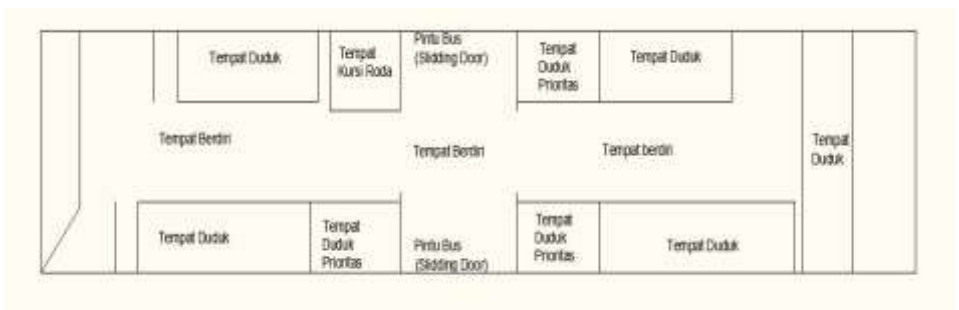 Tempat Duduk
Tempat
Kursi Roda
Pintu Bus
(Slidding Door)
Tempat
Duduk
Prioritas
Tempat Duduk
Tempat Berdiri
Tempat Berdiri
Tempat berdiri
Tempat
Duduk
Tempat Duduk
Tempat
Duduk
Prioritas
Pintu Bus
(Slidding Door)
Tempat
Duduk
Prioritas
Tempat Duduk